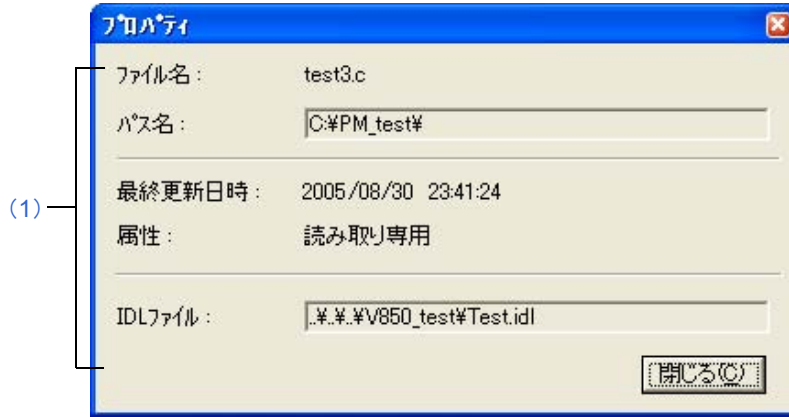 ﾌﾟﾛﾊﾟﾃｨ
ﾌｧｲﾙ名 : test3.c
ﾊﾟｽ名 : C:¥PM_test¥
最終更新日時 : 2005/08/30 23:41:24
(1)
属性 : 読み取り専用
IDLﾌｧｲﾙ : ..¥..¥..¥V850_test¥Test.idl
閉じる(C)